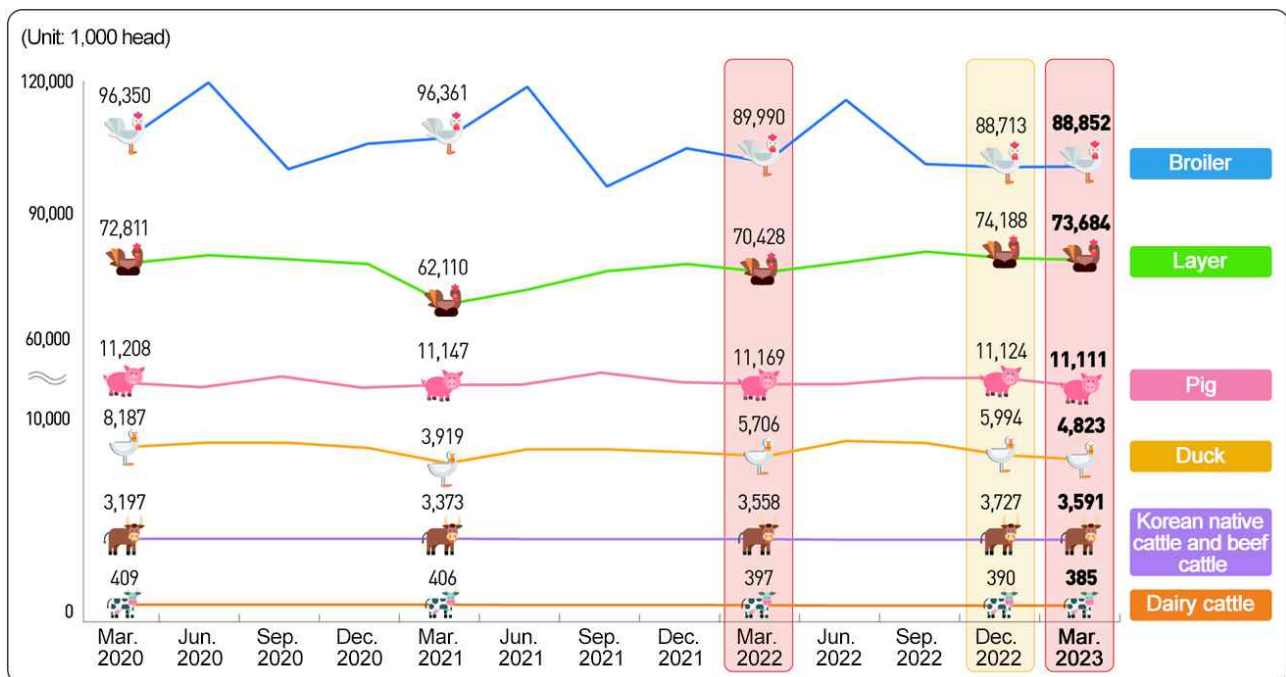 (Unit: 1,000 head)
120,000
96,350
96,361
89,990
88,713
88,852
Broiler
90,000
72,811
62,110
70,428
74,188
73,684
Layer
60,000
11,208
11,147
11,169
11,124
11,111
Pig
10,000
8,187
3,919
5,706
5,994
4,823
Duck
3,197
3,373
3,558
3,727
3,591
Korean native
cattle and beef
cattle
409
406
397
390
385
Dairy cattle
0
Mar.
2020
Jun.
2020
Sep.
2020
Dec.
2020
Mar.
2021
Jun.
2021
Sep.
2021
Dec.
2021
Mar.
2022
Jun.
2022
Sep.
2022
Dec.
2022
Mar.
2023